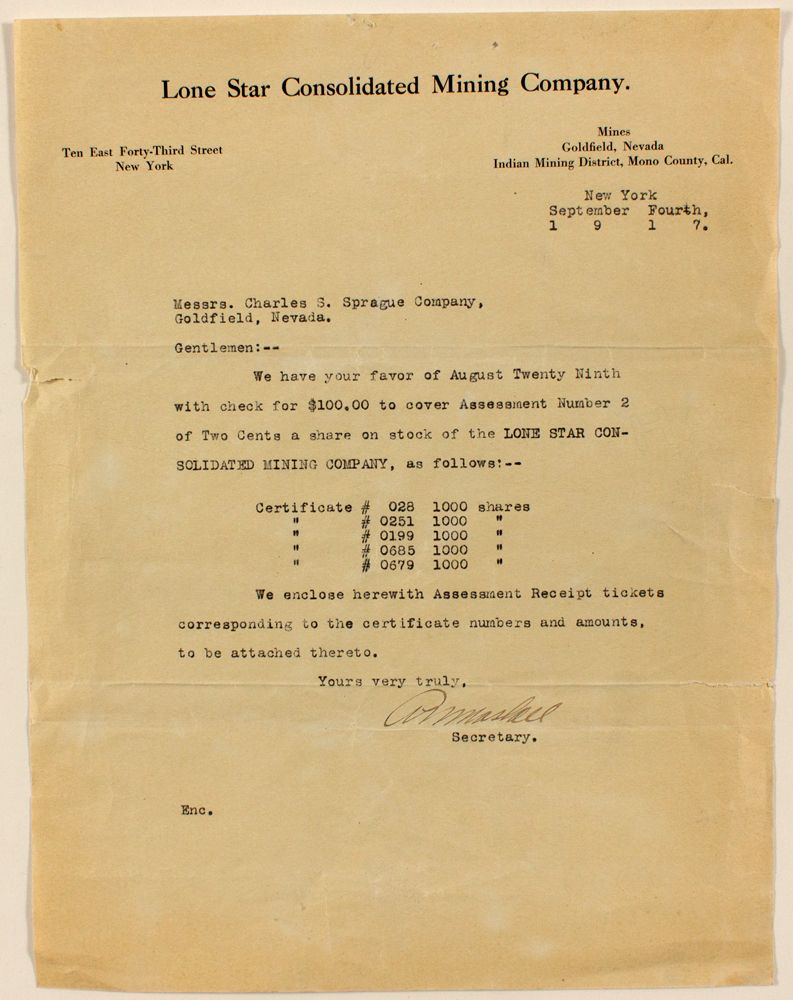 Lone Star Consolidated Mining Company.
Ten East Forty-Third Street
New York
Mines
Goldfield, Nevada
Indian Mining District, Mono County, Cal.
New York
September Fourth,
1 9 1 7.
Messrs. Charles S. Sprague Company,
Goldfield, Nevada.
Gentlemen:--
We have your favor of August Twenty Ninth
with check for $100.00 to cover Assessment Number 2
of Two Cents a share on stock of the LONE STAR CON-
SOLIDATED MINING COMPANY, as follows:--
Certificate # 028 1000 shares
" # 0251 1000 "
" # 0199 1000 "
" # 0685 1000 "
" # 0679 1000 "
We enclose herewith Assessment Receipt tickets
corresponding to the certificate numbers and amounts,
to be attached thereto.
Yours very truly,
Secretary.
Enc.